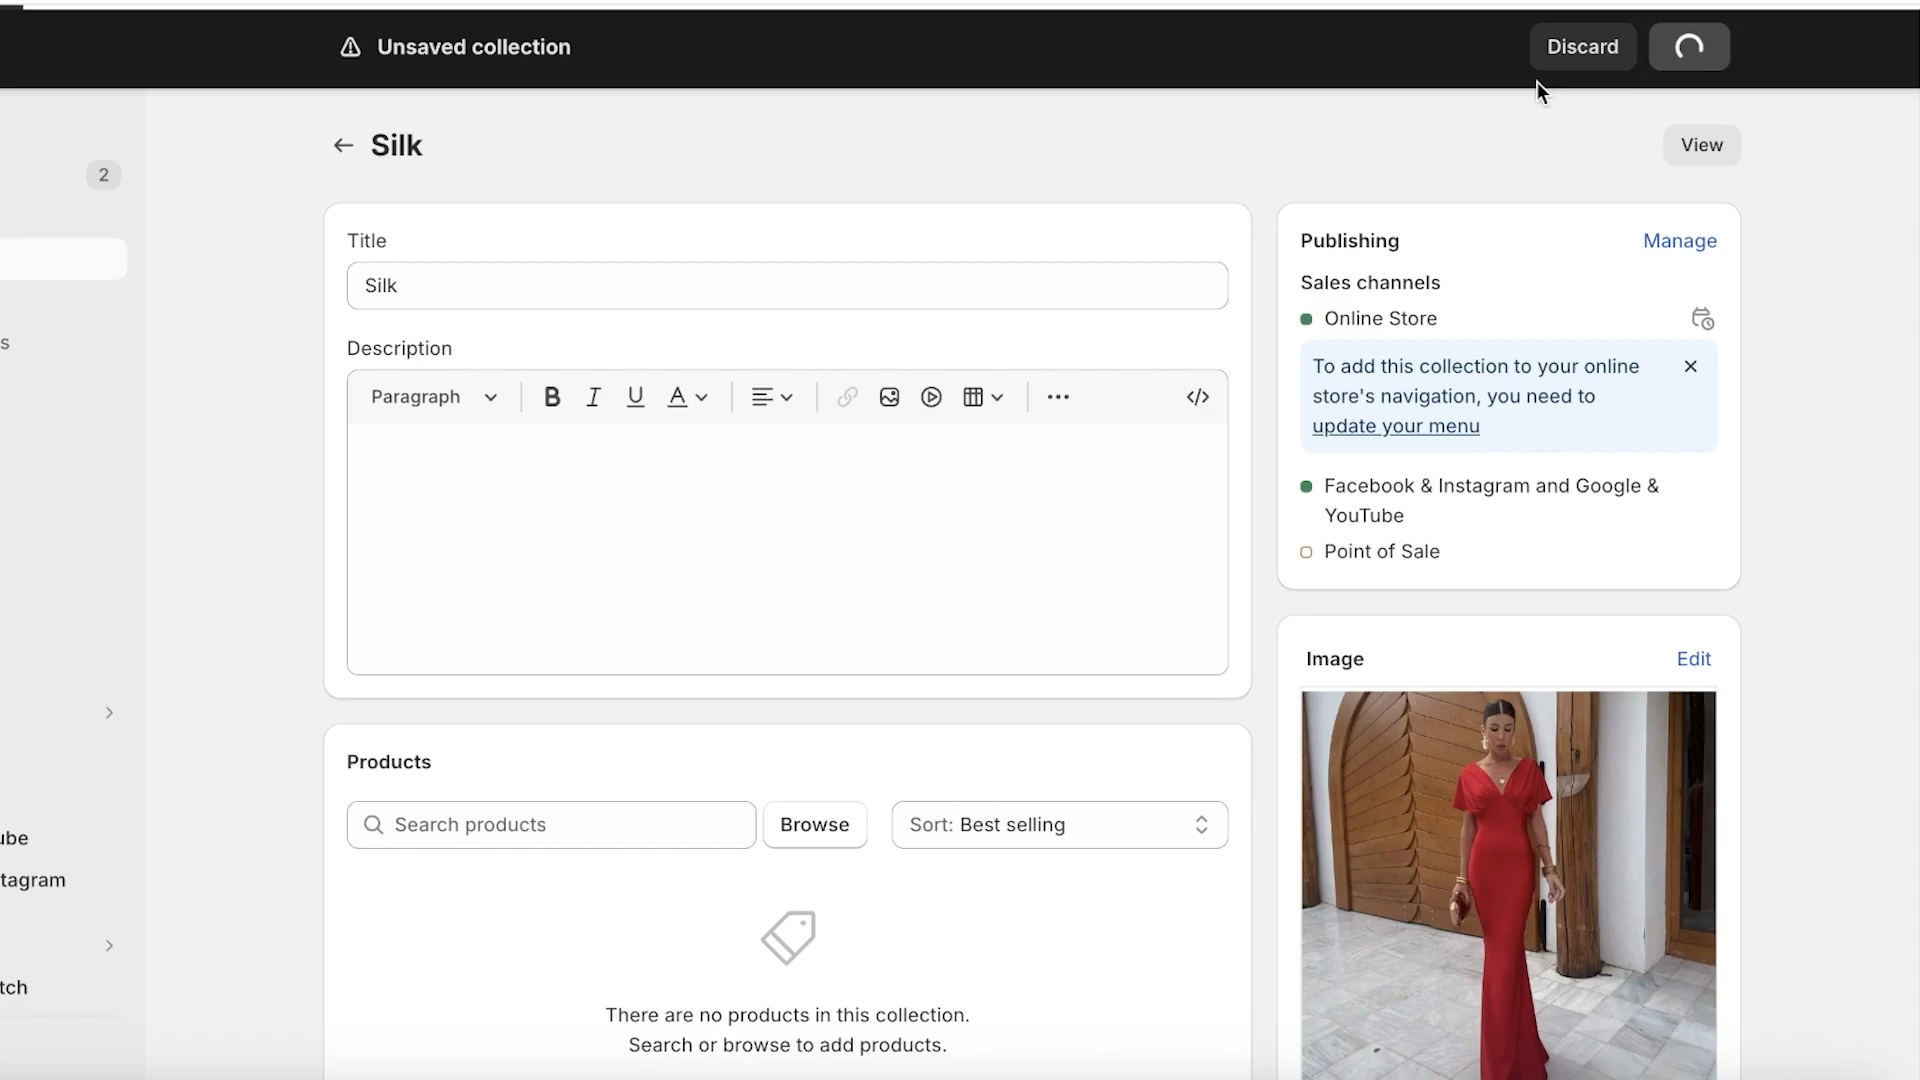 Unsaved collection
Discard
Silk
View
2
s
ube
tagram
tch
Title
Silk
Description
Paragraph
Products
Search products
Browse
Sort: Best selling
There are no products in this collection.
Search or browse to add products.
Publishing
Manage
Sales channels
Online Store
To add this collection to your online
store's navigation, you need to
update your menu
Facebook & Instagram and Google &
YouTube
Point of Sale
Image
Edit